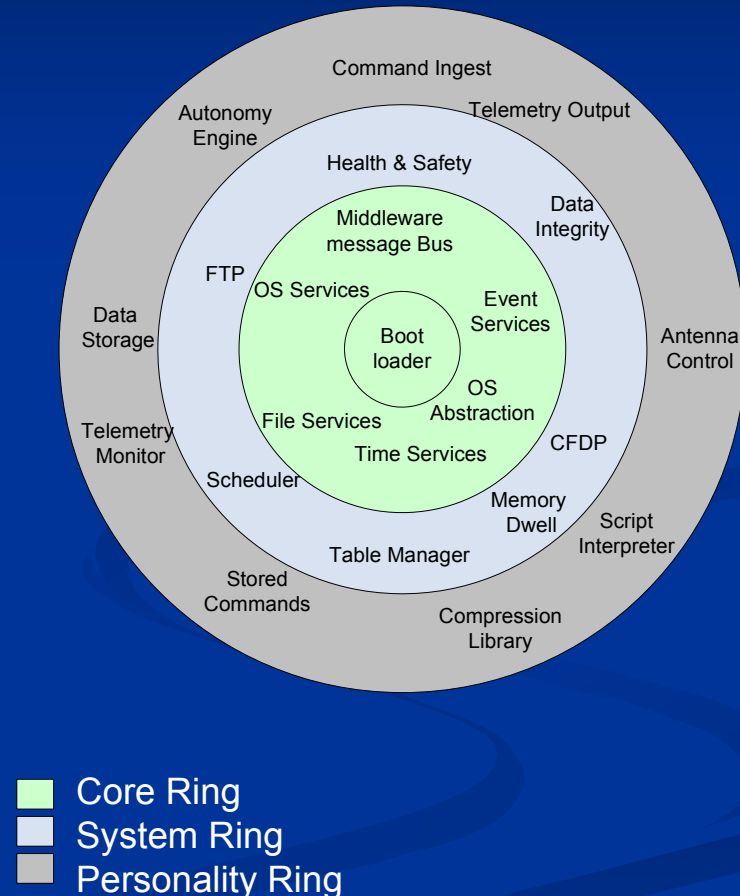 Command Ingest
Telemetry Output
Autonomy
Engine
Health & Safety
Data
Integrity
Middleware
message Bus
FTP
OS Services
Event
Services
Data
Storage
Boot
loader
Antenna
Control
OS
Abstraction
File Services
Telemetry
Monitor
Time Services
CFDP
Scheduler
Memory
Dwell
Script
Interpreter
Table Manager
Stored
Commands
Compression
Library
Core Ring
System Ring
Personality Ring